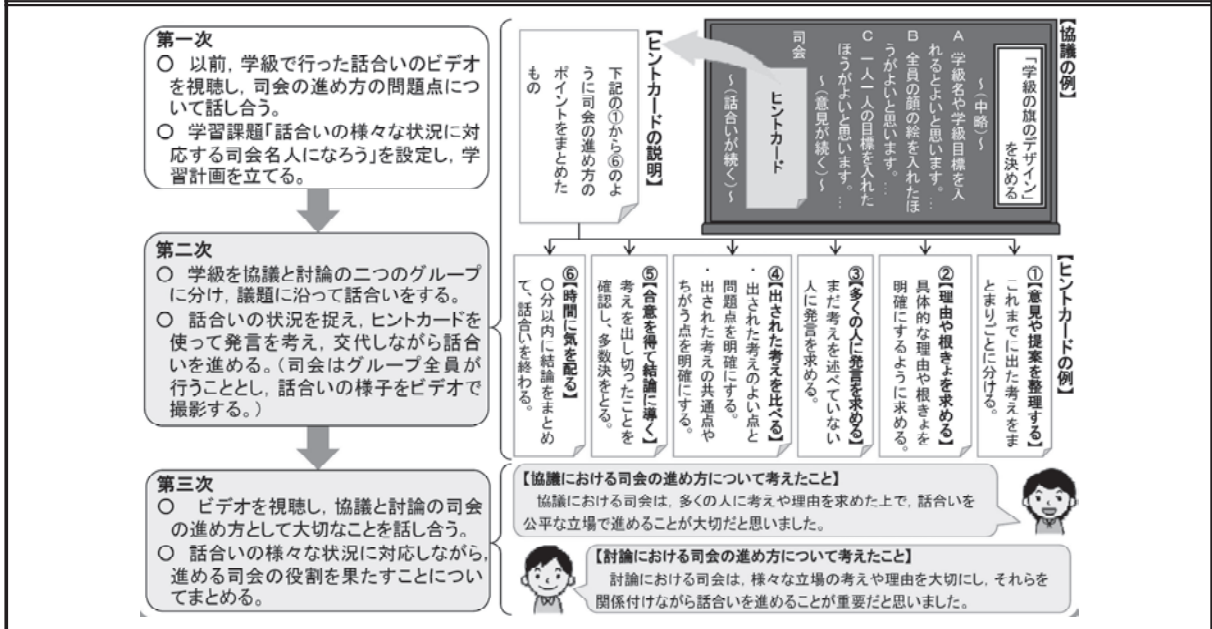 第一次
○ 以前，学級で行った話合いのビデオ
を視聴し，司会の進め方の問題点につ
いて話し合う。
○ 学習課題「話合いの様々な状況に対
応する司会名人になろう」を設定し，学
習計画を立てる。
第二次
○ 学級を協議と討論の二つのグループ
に分け，議題に沿って話合いをする。
○ 話合いの状況を捉え，ヒントカードを
使って発言を考え，交代しながら話合
いを進める。（司会はグループ全員が
行うこととし，話合いの様子をビデオで
撮影する。）
第三次
○ ビデオを視聴し，協議と討論の司会
の進め方として大切なことを話し合う。
○ 話合いの様々な状況に対応しながら，
進める司会の役割を果たすことについ
てまとめる。
【協議の例】
「学級の旗のデザイン」
を決める
～（中略）～
A 学級名や学級目標を入
れるとよいと思います。…
B 全員の顔の絵を入れたほ
うがよいと思います。…
C 一人一人の目標を入れた
ほうがよいと思います。…
～（意見が続く）～
司会
ヒントカード
～（話合いが続く）～
【ヒントカードの説明】
下記の①から⑥のよ
うに司会の進め方の
ポイントをまとめた
もの
【ヒントカードの例】
①【意見や提案を整理する】
これまでに出た考えをま
とまりごとに分ける。
②【理由や根きょを求める】
具体的な理由や根きょを
明確にするように求める。
③【多くの人に発言を求める】
まだ考えを述べていない
人に発言を求める。
④【出された考えを比べる】
・出された考えのよい点と
問題点を明確にする。
・出された考えの共通点や
ちがう点を明確にする。
⑤【合意を得て結論に導く】
考えを出し切ったことを
確認し、多数決をとる。
⑥【時間に気を配る】
○分以内に結論をまとめ
て、話合いを終わる。
【協議における司会の進め方について考えたこと】
協議における司会は，多くの人に考えや理由を求めた上で，話合いを
公平な立場で進めることが大切だと思いました。
【討論における司会の進め方について考えたこと】
討論における司会は，様々な立場の考えや理由を大切にし，それらを
関係付けながら話合いを進めることが重要だと思いました。